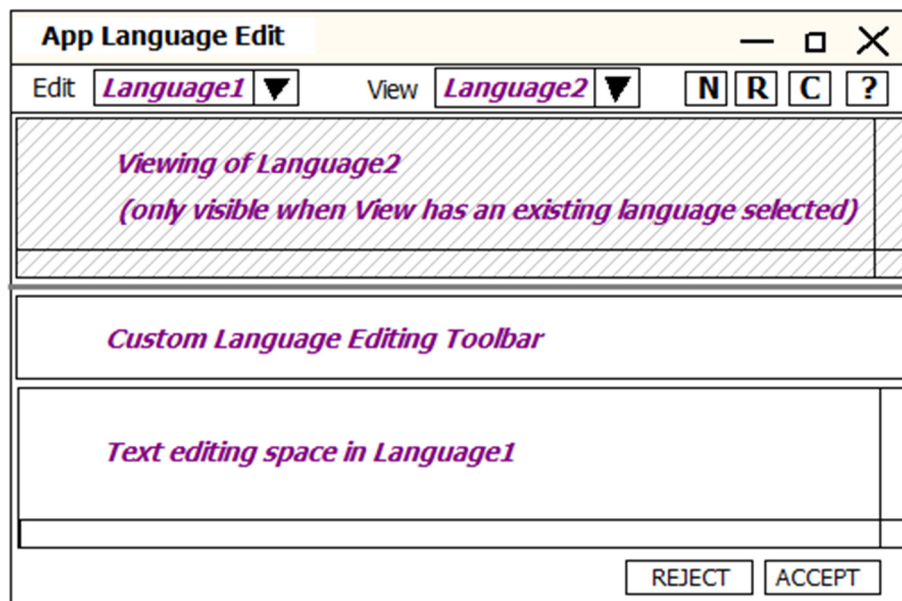 App Language Edit
Edit Language1 View Language2 N R C ?
Viewing of Language2
(only visible when View has an existing language selected)
Custom Language Editing Toolbar
Text editing space in Language1
REJECT ACCEPT